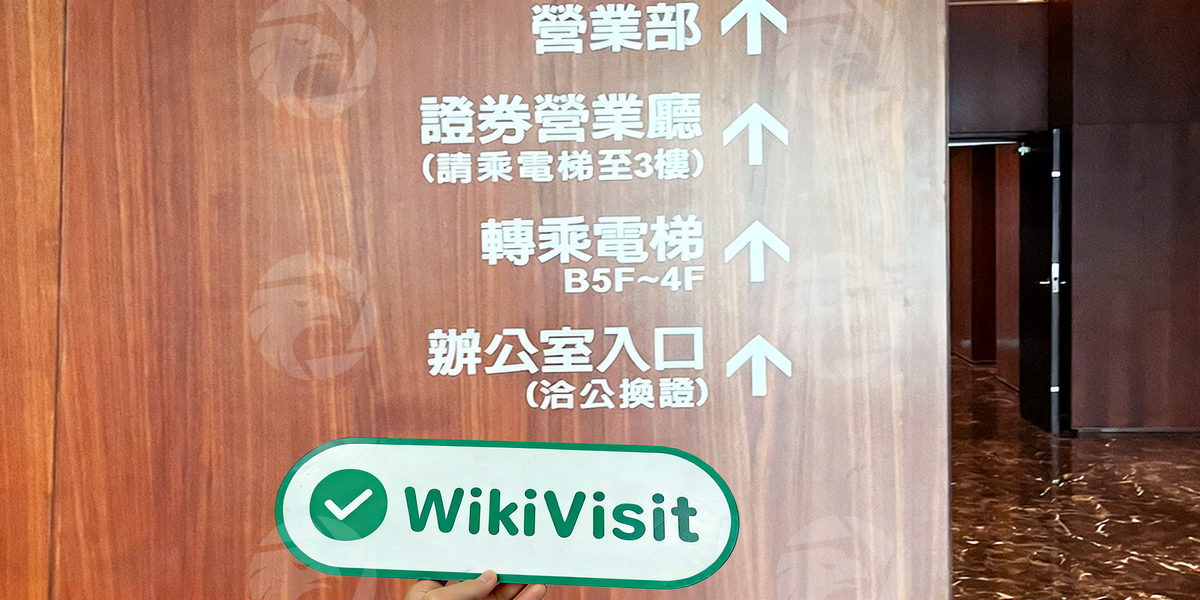 營業部 ↑
證券營業廳 ↑
(請乘電梯至3樓)
轉乘電梯 ↑
B5F~4F
辦公室入口 ↑
(洽公換證)
WikiVisit